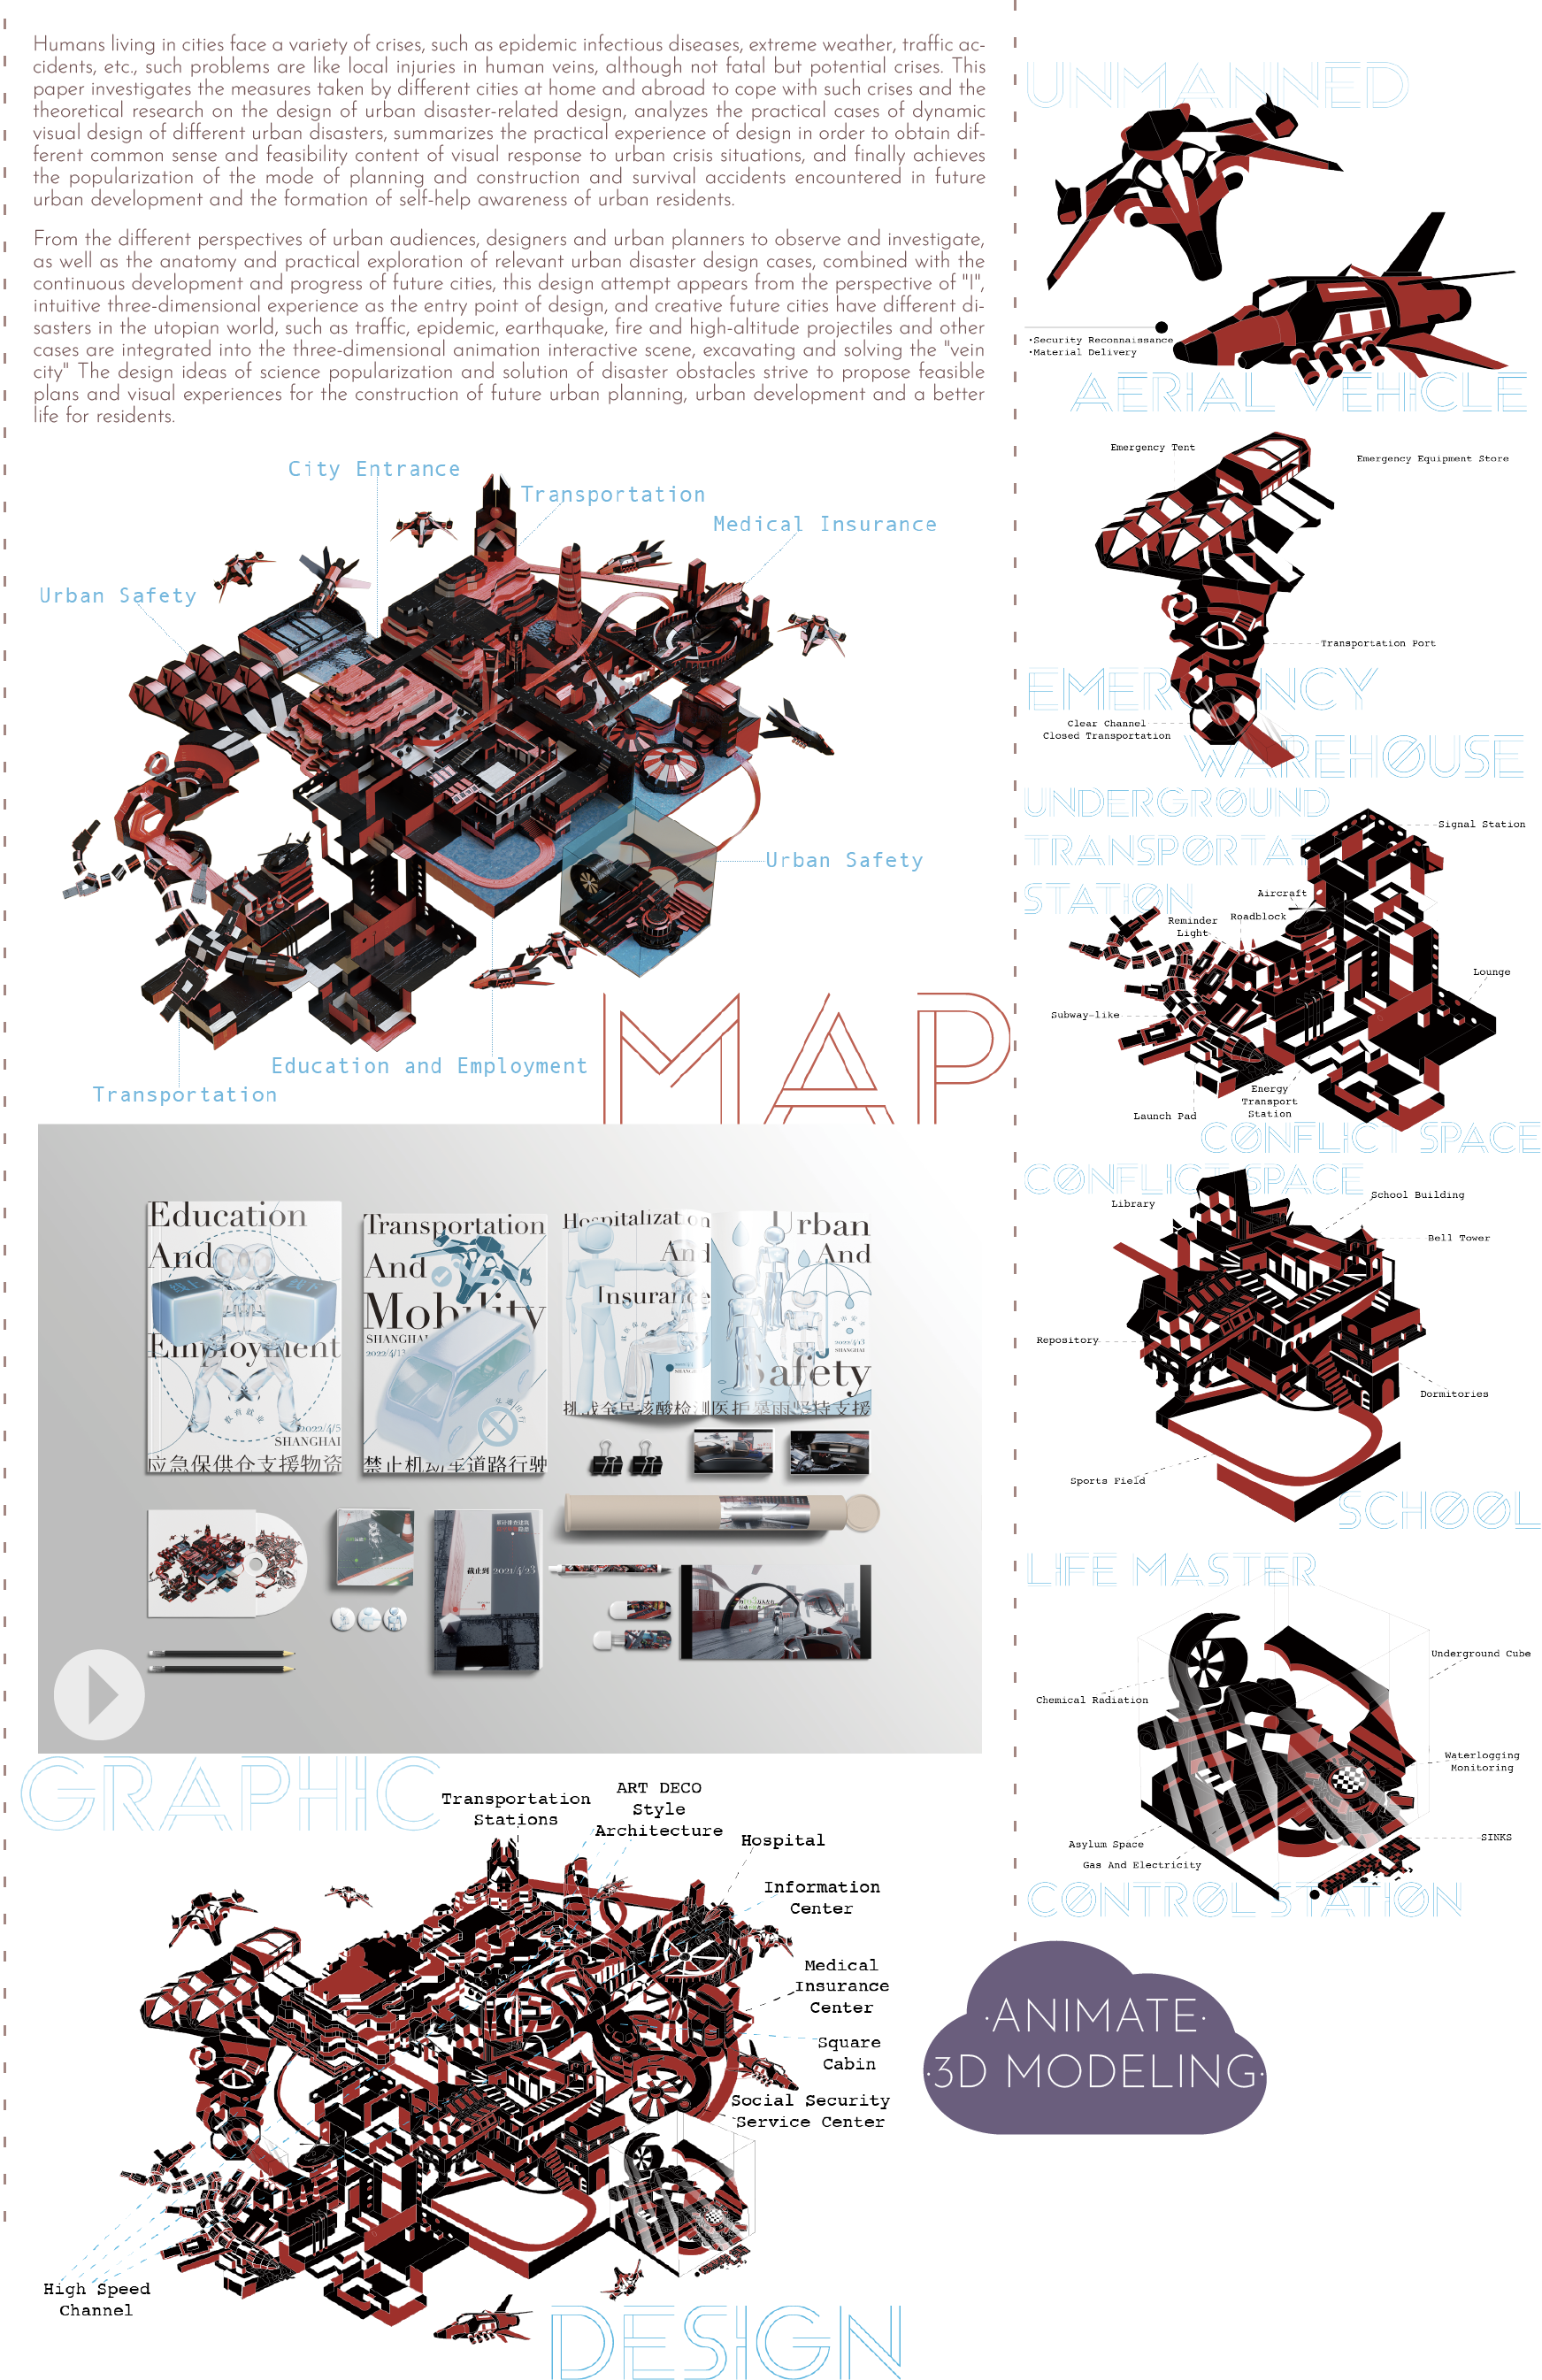 Humans living in cities face a variety of crises, such as epidemic infectious diseases, extreme weather, traffic ac-
cidents, etc., such problems are like local injuries in human veins, although not fatal but potential crises. This
paper investigates the measures taken by different cities at home and abroad to cope with such crises and the
theoretical research on the design of urban disaster-related design, analyzes the practical cases of dynamic
visual design of different urban disasters, summarizes the practical experience of design in order to obtain dif-
ferent common sense and feasibility content of visual response to urban crisis situations, and finally achieves
the popularization of the mode of planning and construction and survival accidents encountered in future
urban development and the formation of self-help awareness of urban residents.
From the different perspectives of urban audiences, designers and urban planners to observe and investigate,
as well as the anatomy and practical exploration of relevant urban disaster design cases, combined with the
continuous development and progress of future cities, this design attempt appears from the perspective of "I",
intuitive three-dimensional experience as the entry point of design, and creative future cities have different di-
sasters in the utopian world, such as traffic, epidemic, earthquake, fire and high-altitude projectiles and other
cases are integrated into the three-dimensional animation interactive scene, excavating and solving the "vein
city" The design ideas of science popularization and solution of disaster obstacles strive to propose feasible
plans and visual experiences for the construction of future urban planning, urban development and a better
life for residents.
City Entrance
Transportation
Medical Insurance
Urban Safety
Urban Safety
Education and Employment
Transportation
MAP
Education
And
Employment
2022/4/5
SHANGHAI
应急保供仓支援物资
Transportation
And
Mobility
SHANGHAI
2022/4/13
禁止机动车道路行驶
Hospitalization
And
Insurance
Urban
And
2022/4/13
SHANGHAI
Safety
挑战全民核酸检测医护暴雨坚持支援
截止到 2021/4/23
GRAPHIC
Transportation
Stations
ART DECO
Style
Architecture
Hospital
Information
Center
Medical
Insurance
Center
Square
Cabin
Social Security
Service Center
High Speed
Channel
DESIGN
UNMANNED
•Security Reconnaissance
•Material Delivery
AERIAL VEHICLE
Emergency Tent
Emergency Equipment Store
Transportation Port
EMER NCY
Clear Channel
Closed Transportation
WAREHOUSE
UNDERGROUND
TRANSPORTAT
STATION
Signal Station
Aircraft
Reminder
Light
Roadblock
Lounge
Subway-like
Energy
Transport
Station
Launch Pad
CONFLICT SPACE
CONFLICT SPACE
Library
School Building
Bell Tower
Repository
Dormitories
Sports Field
SCHOOL
LIFE MASTER
Underground Cube
Chemical Radiation
Waterlogging
Monitoring
Asylum Space
Gas And Electricity
SINKS
CONTROL STATION
·ANIMATE·
·3D MODELING·